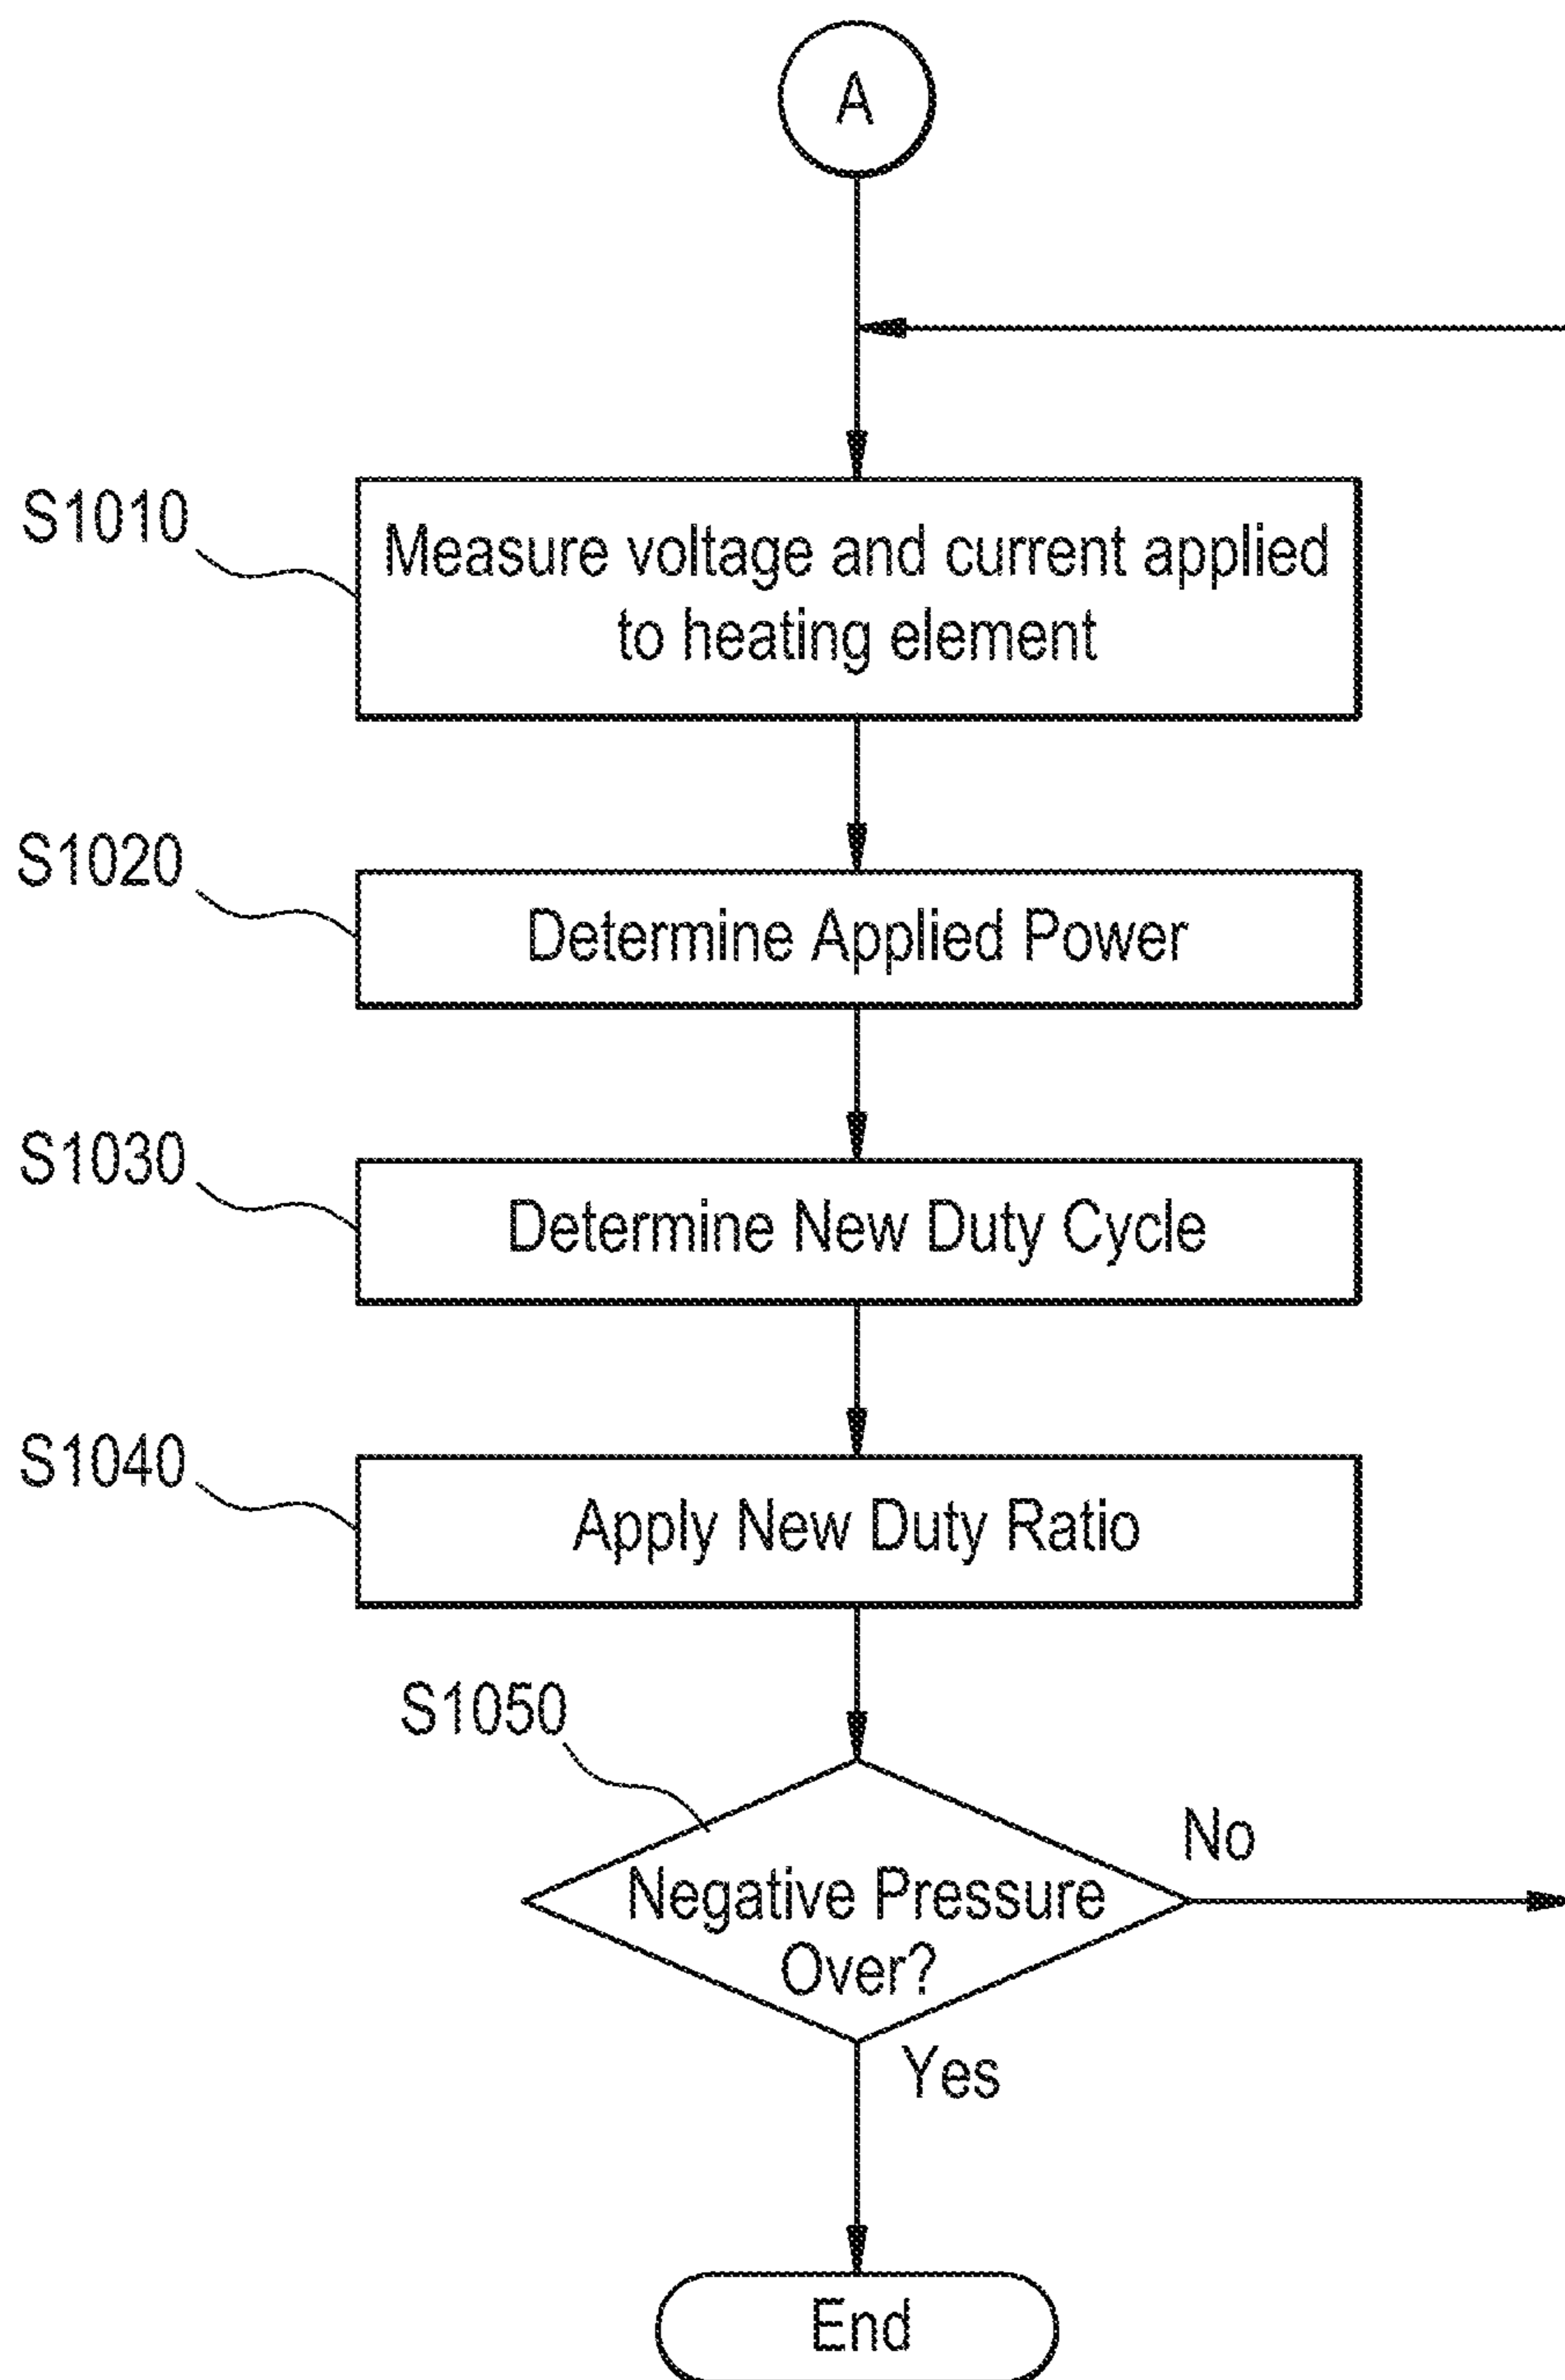 A
S1010
Measure voltage and current applied
to heating element
S1020
Determine Applied Power
S1030
Determine New Duty Cycle
S1040
Apply New Duty Ratio
S1050
No
Negative Pressure
Over?
Yes
End